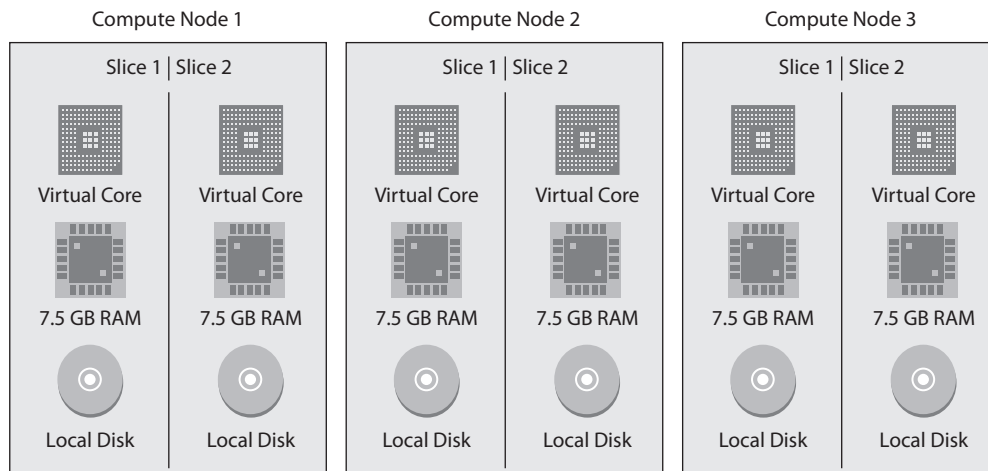 Compute Node 1
Compute Node 2
Compute Node 3
Slice 1 | Slice 2
Slice 1 | Slice 2
Slice 1 | Slice 2
Virtual Core
Virtual Core
Virtual Core
Virtual Core
Virtual Core
Virtual Core
7.5 GB RAM
7.5 GB RAM
7.5 GB RAM
7.5 GB RAM
7.5 GB RAM
7.5 GB RAM
Local Disk
Local Disk
Local Disk
Local Disk
Local Disk
Local Disk